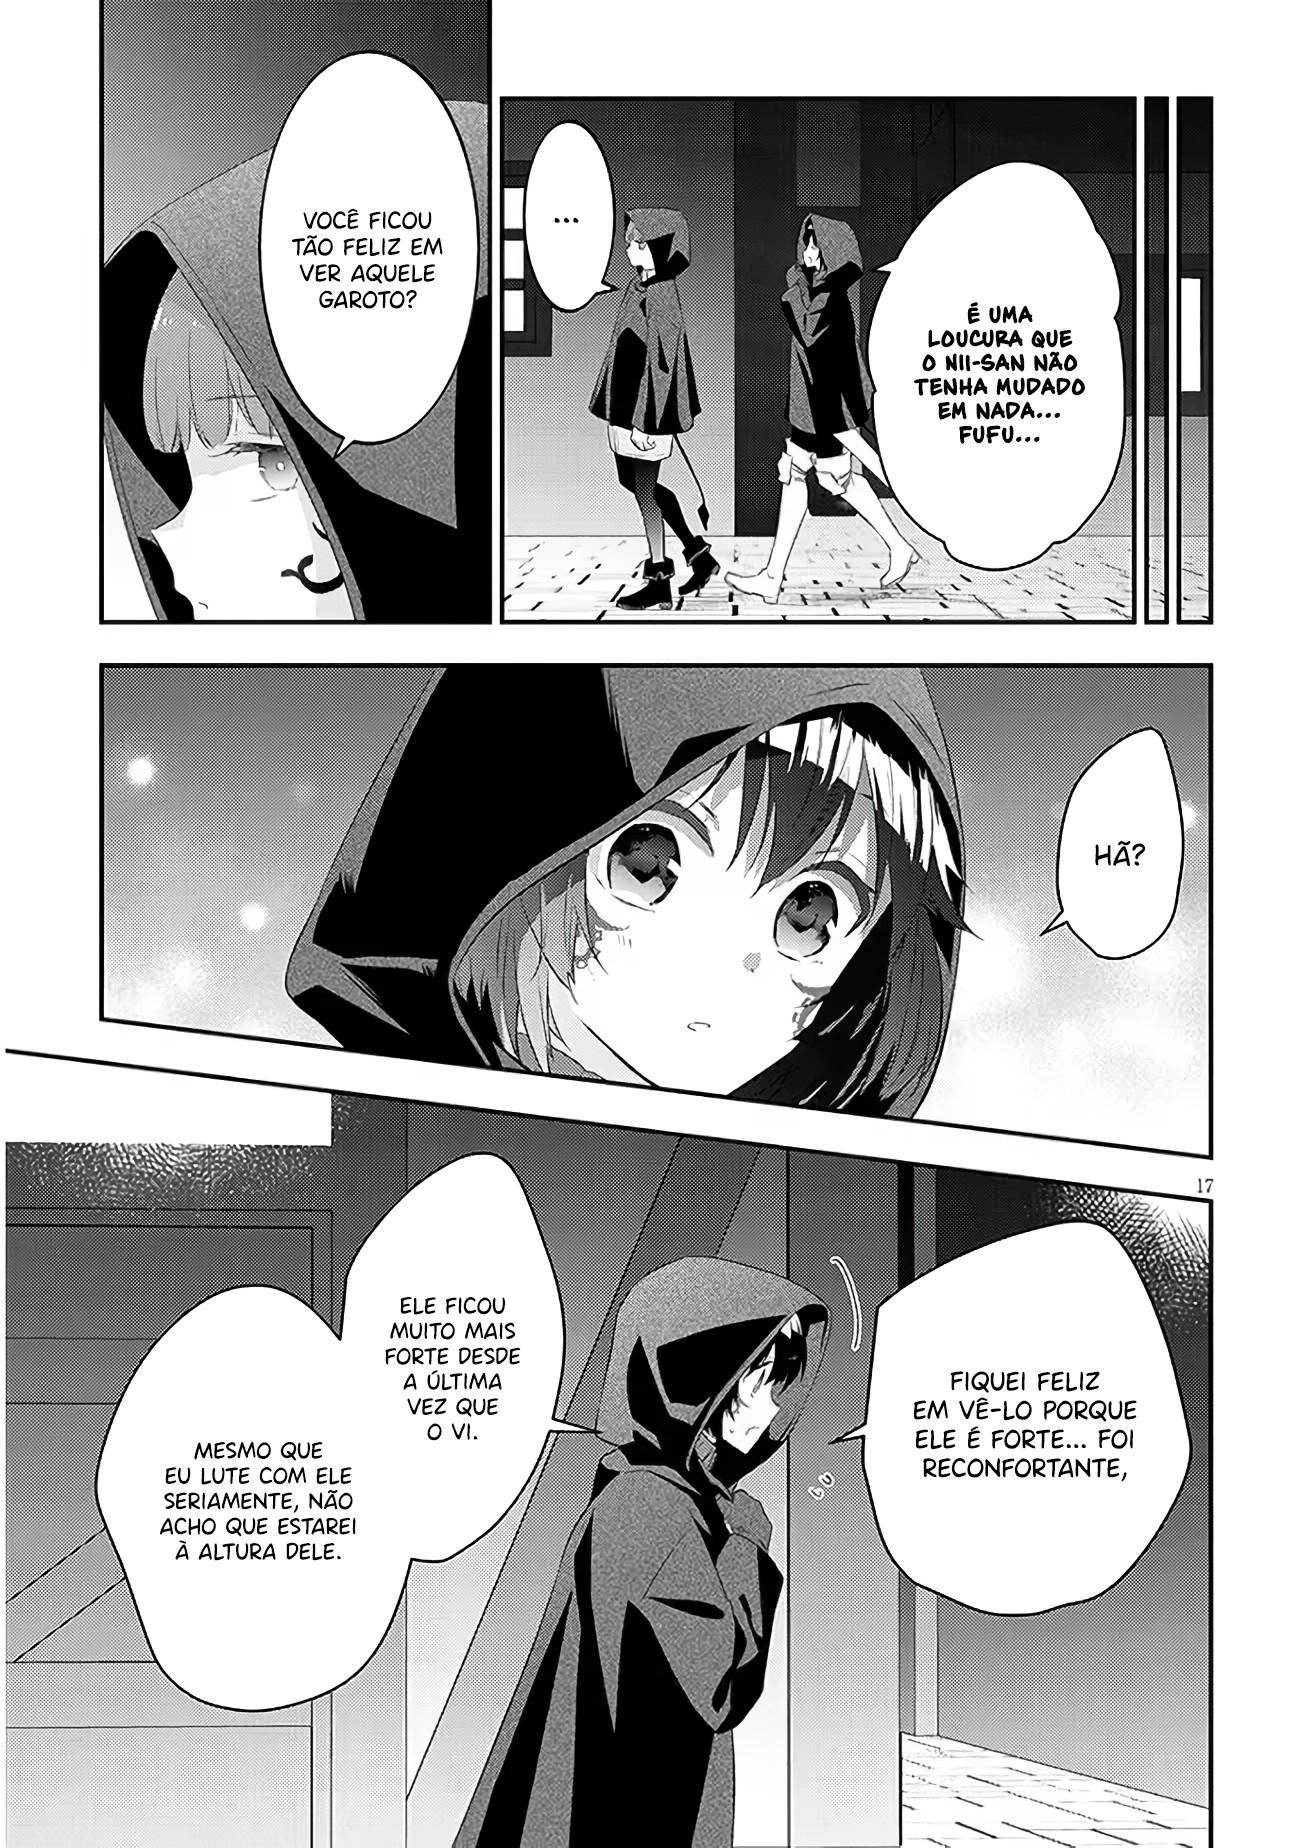 É UMA
LOUCURA QUE
O NII-SAN NÃO
TENHA MUDADO
EM NADA...
FUFU...
...
VOCÊ FICOU
TÃO FELIZ EM
VER AQUELE
GAROTO?
HÃ?
17
FIQUEI FELIZ
EM VÊ-LO PORQUE
ELE É FORTE... FOI
RECONFORTANTE,
ELE FICOU
MUITO MAIS
FORTE DESDE
A ÚLTIMA
VEZ QUE
O VI.
MESMO QUE
EU LUTE COM ELE
SERIAMENTE, NÃO
ACHO QUE ESTAREI
À ALTURA DELE.